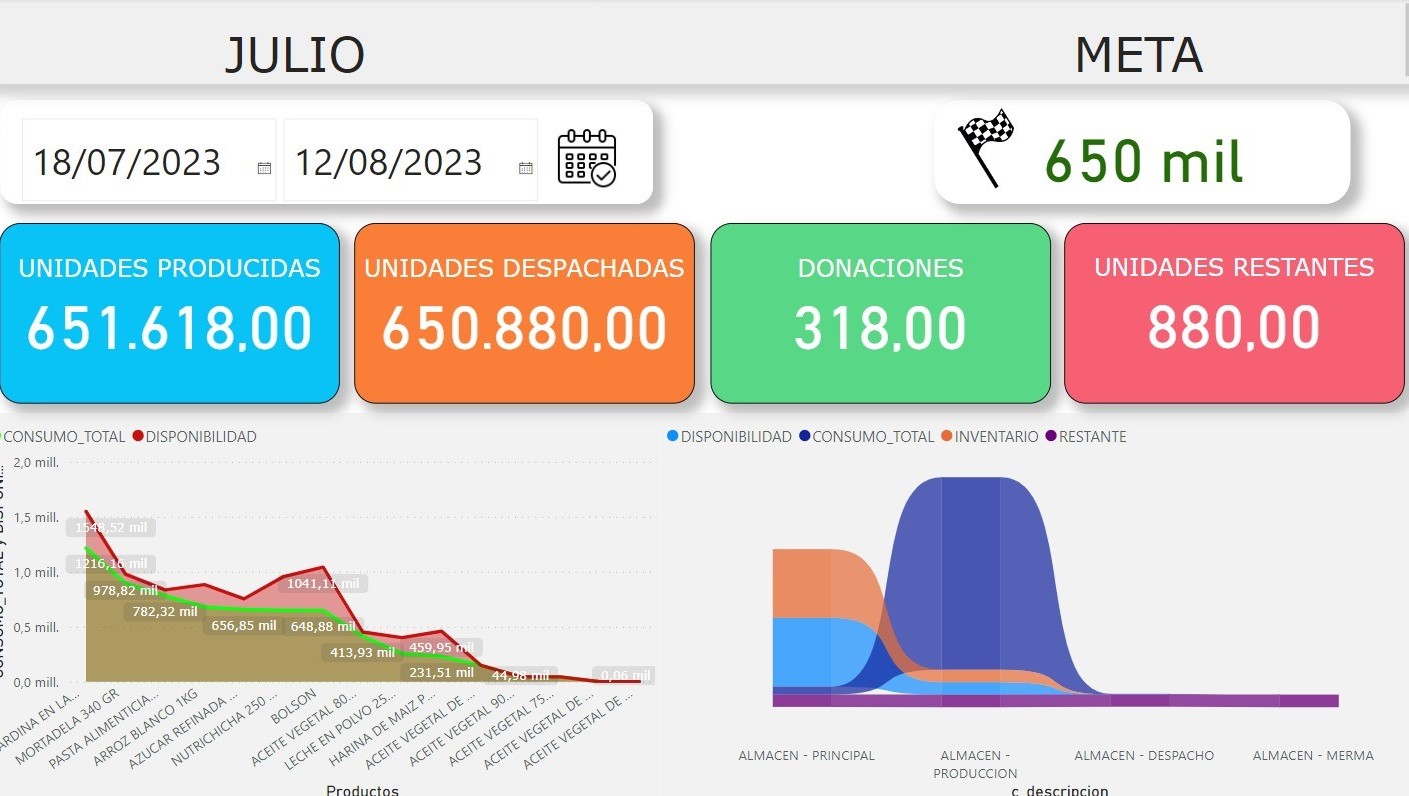 JULIO
META
18/07/2023
12/08/2023
650 mil
UNIDADES PRODUCIDAS
651.618,00
UNIDADES DESPACHADAS
650.880,00
DONACIONES
318,00
UNIDADES RESTANTES
880,00
CONSUMO_TOTAL DISPONIBILIDAD
2,0 mill.
1,5 mill.
1,0 mill.
0,5 mill.
0,0 mill.
1548,52 mil
1216,16 mil
978,82 mil
782,32 mil
656,85 mil
1041,11 mil
648,88 mil
413,93 mil
459,95 mil
231,51 mil
44,98 mil
0,06 mil
ARDINA EN LA...
MORTADELA 340 GR
PASTA ALIMENTICIA...
ARROZ BLANCO 1KG
AZUCAR REFINADA ...
NUTRICHICHA 250 ...
BOLSON
ACEITE VEGETAL 80...
LECHE EN POLVO 25...
HARINA DE MAIZ P...
ACEITE VEGETAL DE ...
ACEITE VEGETAL 90...
ACEITE VEGETAL 75...
ACEITE VEGETAL DE ...
ACEITE VEGETAL DE ...
Productos
DISPONIBILIDAD CONSUMO_TOTAL INVENTARIO RESTANTE
ALMACEN - PRINCIPAL
ALMACEN -
PRODUCCION
ALMACEN - DESPACHO
ALMACEN - MERMA
c_descripcion